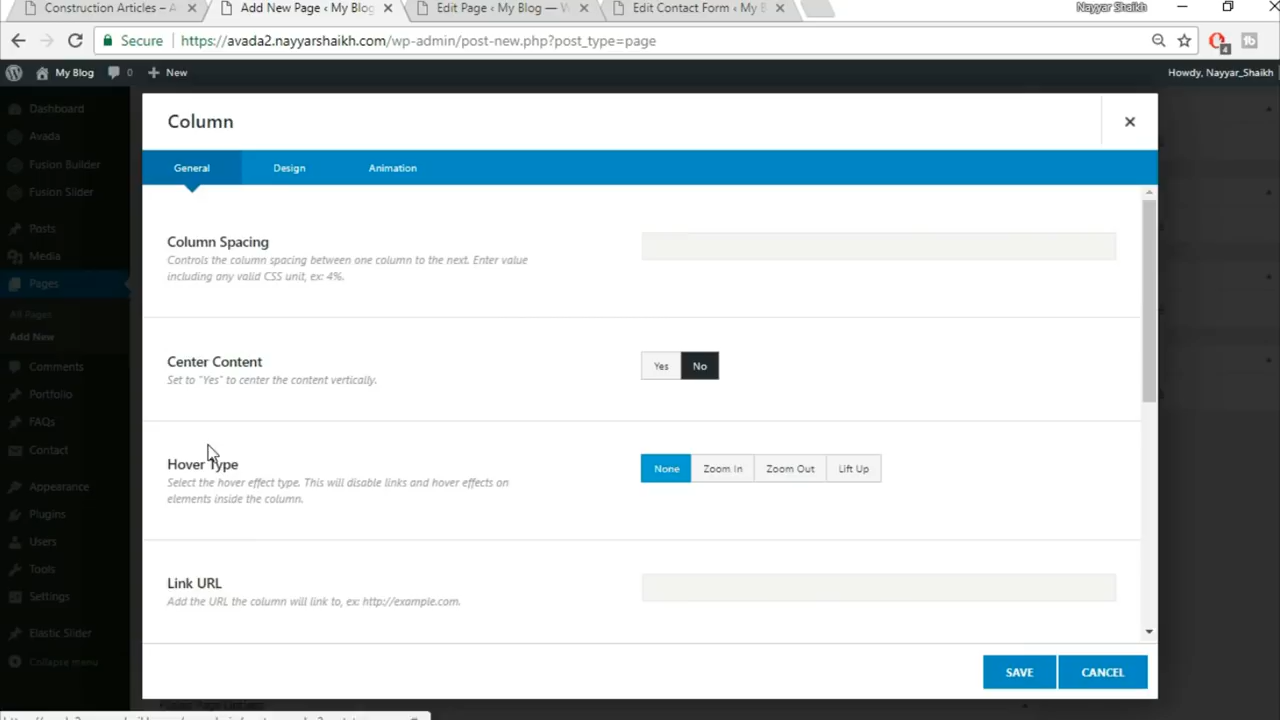 Construction Articles – A
Add New Page ‹ My Blog
Edit Page ‹ My Blog — W
Edit Contact Form ‹ My B
Nayyar Shaikh
Secure
https://avada2.nayyarshaikh.com/wp-admin/post-new.php?post_type=page
4
My Blog
0
New
Howdy, Nayyar_Shaikh
Dashboard
Avada
Fusion Builder
Fusion Slider
Posts
Media
Pages
All Pages
Add New
Comments
Portfolio
FAQs
Contact
Appearance
Plugins
Users
Tools
Settings
Elastic Slider
Collapse menu
Column
General
Design
Animation
Column Spacing
Controls the column spacing between one column to the next. Enter value
including any valid CSS unit, ex: 4%.
Center Content
Set to "Yes" to center the content vertically.
Yes
No
Hover Type
Select the hover effect type. This will disable links and hover effects on
elements inside the column.
None
Zoom In
Zoom Out
Lift Up
Link URL
Add the URL the column will link to, ex: http://example.com.
SAVE
CANCEL